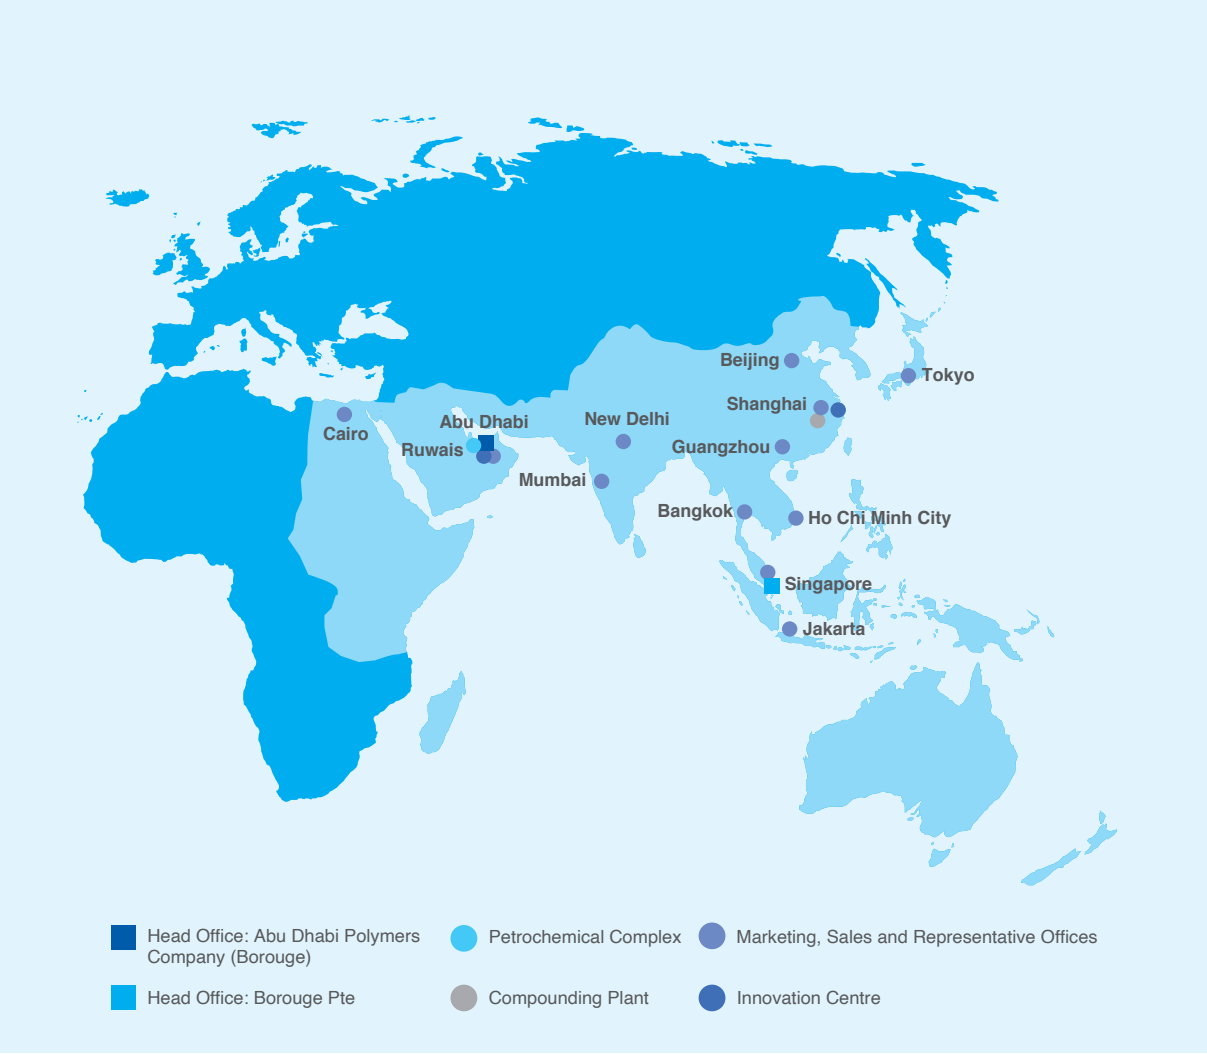 Beijing
Tokyo
Shanghai
New Delhi
Abu Dhabi
Cairo
Guangzhou
Ruwais
Mumbai
Bangkok
Ho Chi Minh City
Singapore
Jakarta
Head Office: Abu Dhabi Polymers
Company (Borouge)
Petrochemical Complex
Marketing, Sales and Representative Offices
Head Office: Borouge Pte
Compounding Plant
Innovation Centre